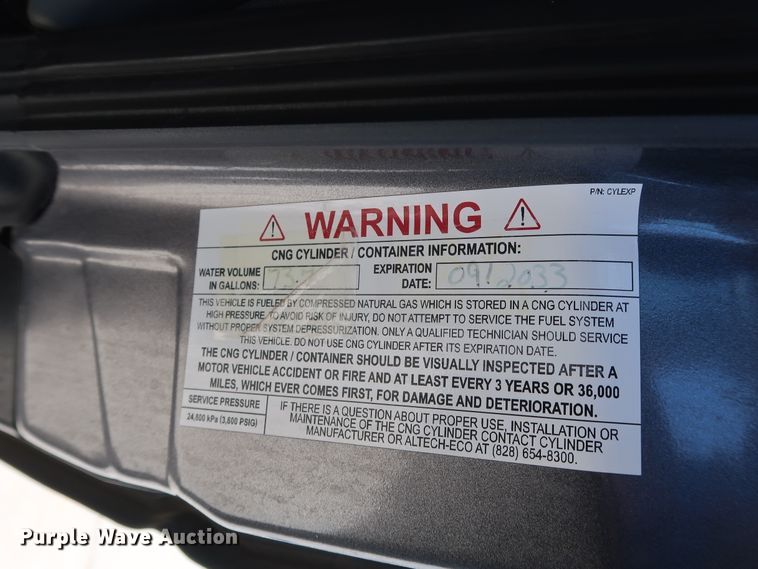 P/N: CYLEXP
WARNING
CNG CYLINDER / CONTAINER INFORMATION:
WATER VOLUME IN GALLONS: 73.7 EXPIRATION DATE: 09/2033
THIS VEHICLE IS FUELED BY COMPRESSED NATURAL GAS WHICH IS STORED IN A CNG CYLINDER AT
HIGH PRESSURE. TO AVOID RISK OF INJURY, DO NOT ATTEMPT TO SERVICE THE FUEL SYSTEM
WITHOUT PROPER SYSTEM DEPRESSURIZATION. ONLY A QUALIFIED TECHNICIAN SHOULD SERVICE
THIS VEHICLE. DO NOT USE CNG CYLINDER AFTER ITS EXPIRATION DATE.
THE CNG CYLINDER / CONTAINER SHOULD BE VISUALLY INSPECTED AFTER A
MOTOR VEHICLE ACCIDENT OR FIRE AND AT LEAST EVERY 3 YEARS OR 36,000
MILES, WHICH EVER COMES FIRST, FOR DAMAGE AND DETERIORATION.
SERVICE PRESSURE
24,800 kPa (3,600 PSIG)
IF THERE IS A QUESTION ABOUT PROPER USE, INSTALLATION OR
MAINTENANCE OF THE CNG CYLINDER CONTACT CYLINDER
MANUFACTURER OR ALTECH-ECO AT (828) 654-8300.
Purple Wave Auction